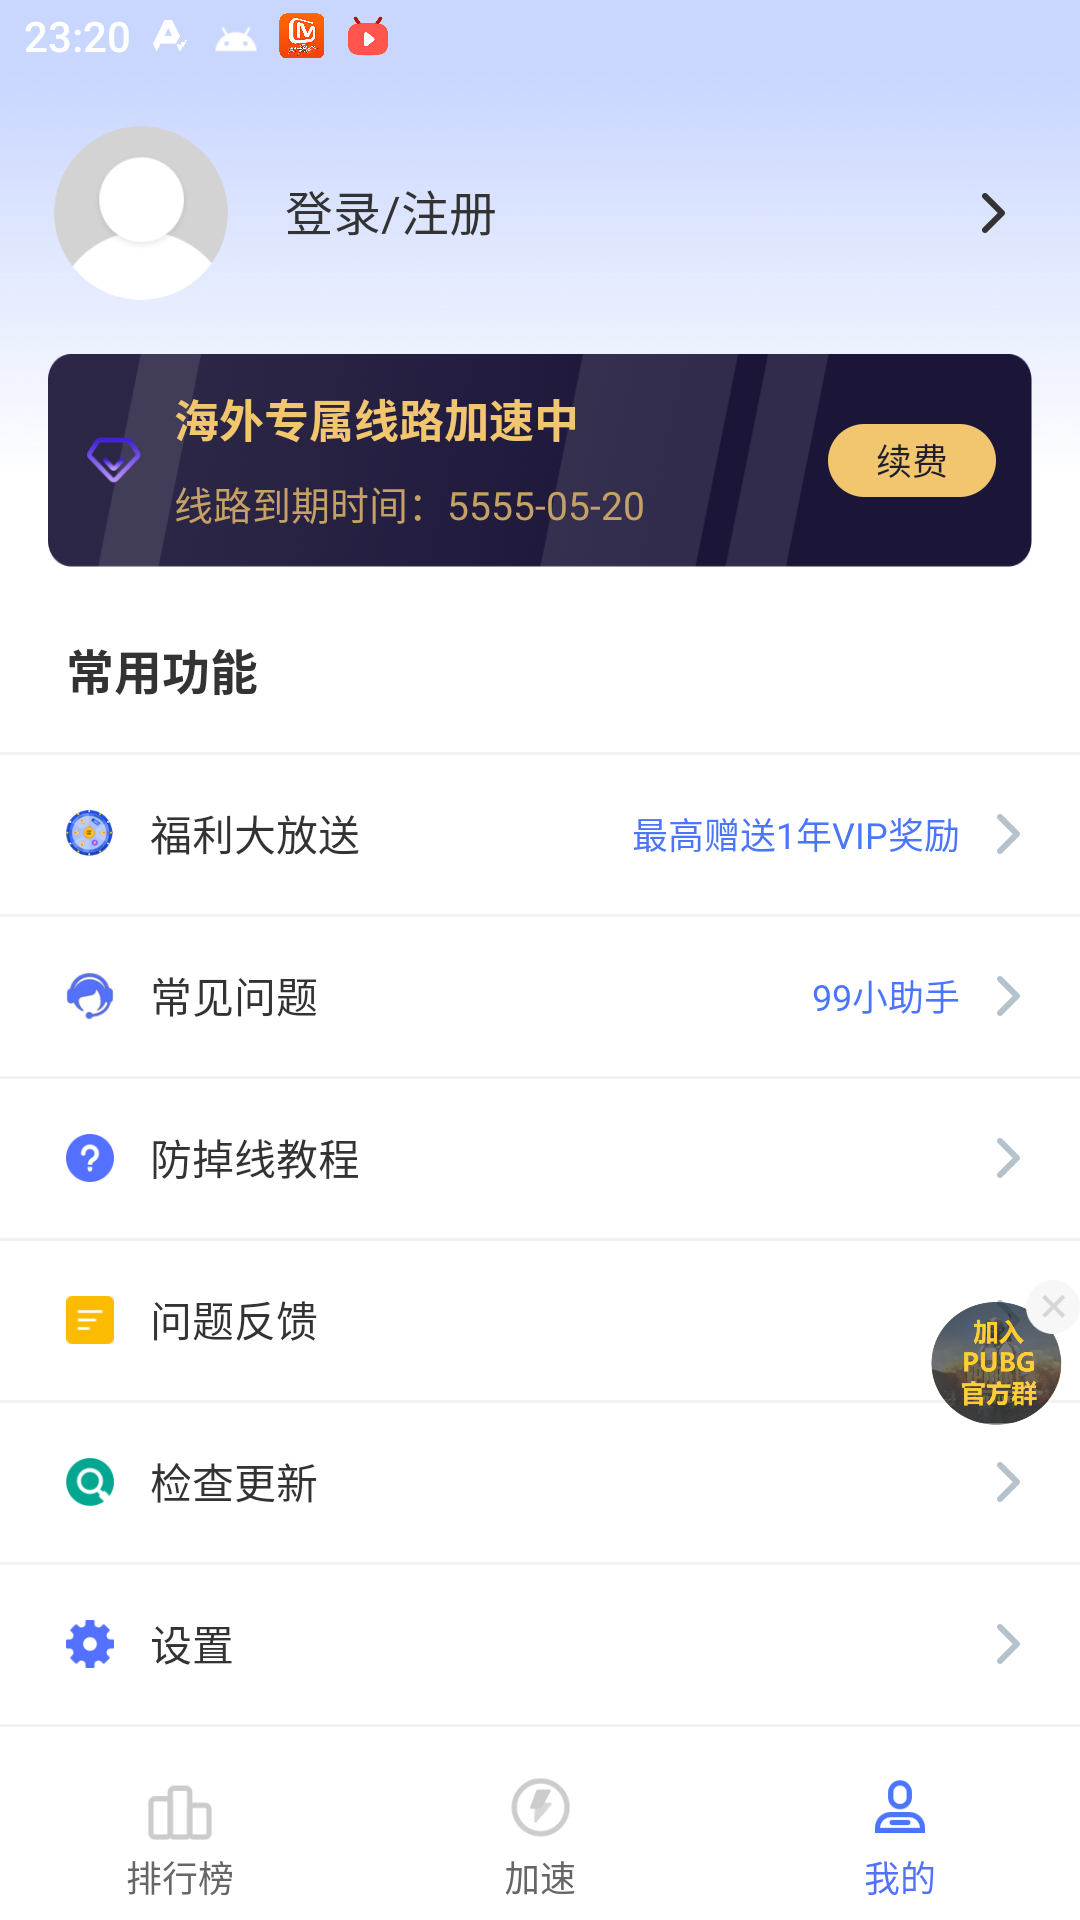 23:20
登录/注册
海外专属线路加速中
线路到期时间：5555-05-20
续费
常用功能
福利大放送
最高赠送1年VIP奖励
常见问题
99小助手
防掉线教程
问题反馈
加入
PUBG
官方群
检查更新
设置
排行榜
加速
我的